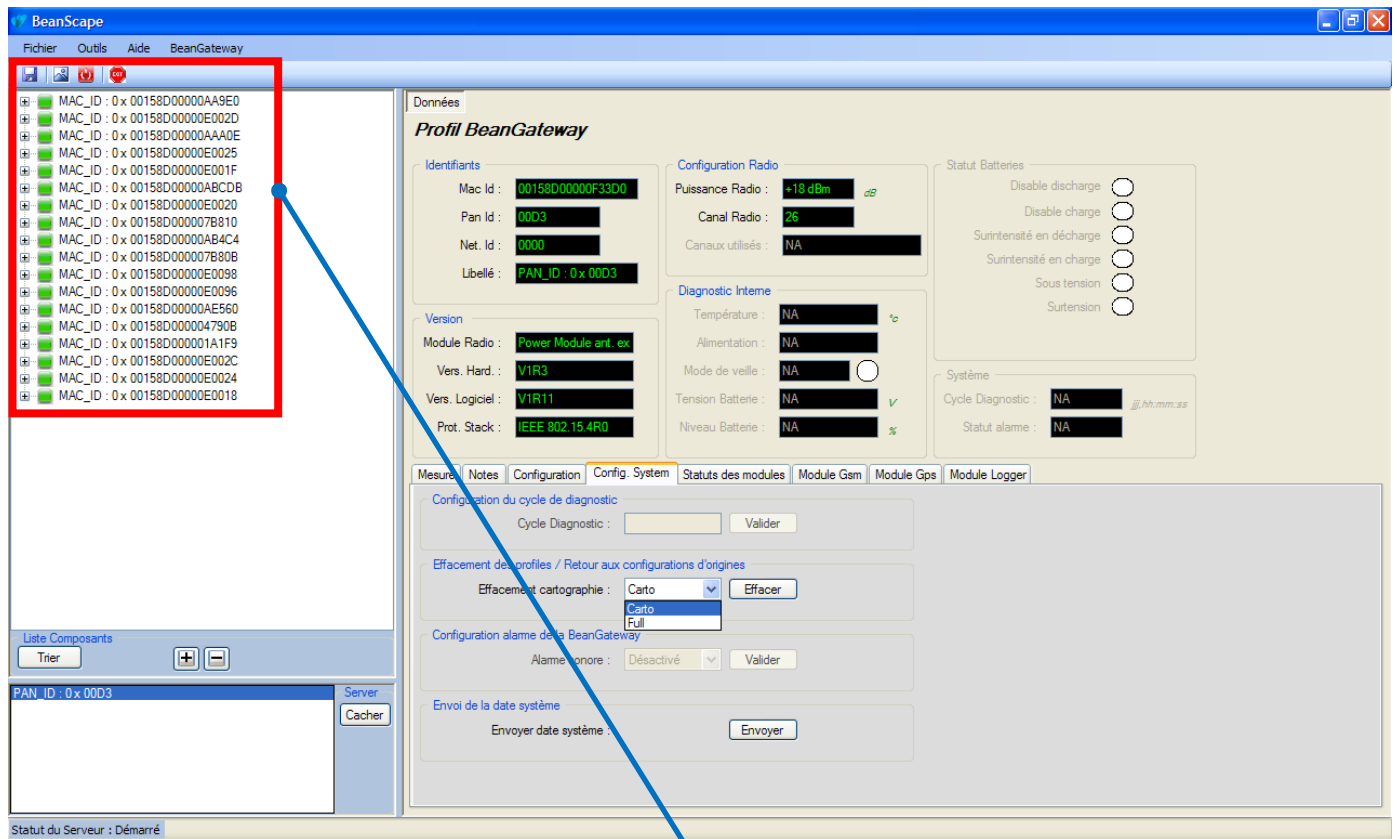 BeanScape
Fichier Outils Aide BeanGateway
MAC_ID : 0 x 00158D00000AA9E0
MAC_ID : 0 x 00158D00000E002D
MAC_ID : 0 x 00158D00000AAA0E
MAC_ID : 0 x 00158D00000E0025
MAC_ID : 0 x 00158D00000E001F
MAC_ID : 0 x 00158D00000ABCDB
MAC_ID : 0 x 00158D00000E0020
MAC_ID : 0 x 00158D000007B810
MAC_ID : 0 x 00158D00000AB4C4
MAC_ID : 0 x 00158D000007B80B
MAC_ID : 0 x 00158D00000E0098
MAC_ID : 0 x 00158D00000E0096
MAC_ID : 0 x 00158D00000AE560
MAC_ID : 0 x 00158D000004790B
MAC_ID : 0 x 00158D000001A1F9
MAC_ID : 0 x 00158D00000E002C
MAC_ID : 0 x 00158D00000E0024
MAC_ID : 0 x 00158D00000E0018
Liste Composants
Trier
PAN_ID : 0 x 00D3
Server
Cacher
Statut du Serveur : Démarré
Données
Profil BeanGateway
Identifiants
Mac Id : 00158D00000F33D0
Pan Id : 00D3
Net. Id : 0000
Libellé : PAN_ID : 0 x 00D3
Version
Module Radio : Power Module ant. ex
Vers. Hard. : V1R3
Vers. Logiciel : V1R11
Prot. Stack : IEEE 802.15.4R0
Configuration Radio
Puissance Radio : +18 dBm dB
Canal Radio : 26
Canaux utilisés : NA
Diagnostic Interne
Température : NA °c
Alimentation : NA
Mode de veille : NA
Tension Batterie : NA V
Niveau Batterie : NA %
Statut Batteries
Disable discharge
Disable charge
Surintensité en décharge
Surintensité en charge
Sous tension
Surtension
Système
Cycle Diagnostic : NA jjj,hh:mm:ss
Statut alarme : NA
Mesure Notes Configuration Config. System Statuts des modules Module Gsm Module Gps Module Logger
Configuration du cycle de diagnostic
Cycle Diagnostic : Valider
Effacement des profiles / Retour aux configurations d'origines
Effacement cartographie : Carto Effacer
Carto
Full
Configuration alarme de la BeanGateway
Alarme sonore : Désactivé Valider
Envoi de la date système
Envoyer date système : Envoyer